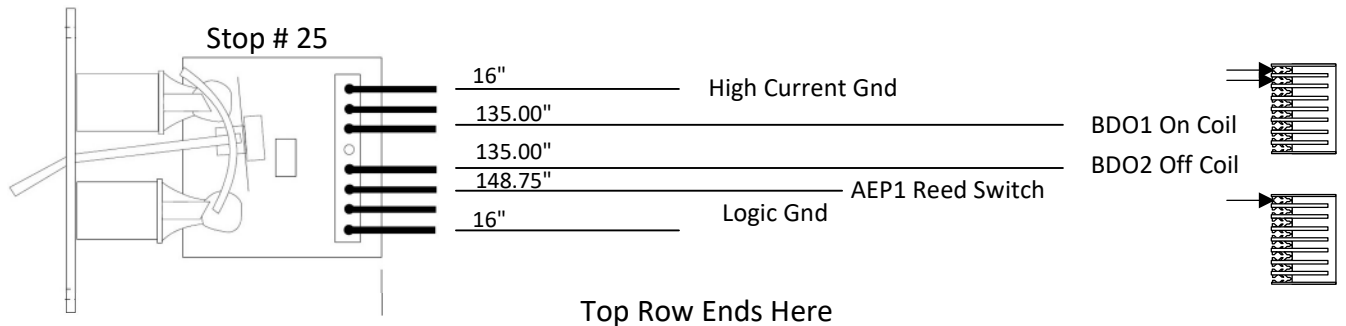 Stop # 25
16"
High Current Gnd
135.00"
BDO1 On Coil
135.00"
BDO2 Off Coil
148.75"
AEP1 Reed Switch
Logic Gnd
16"
Top Row Ends Here